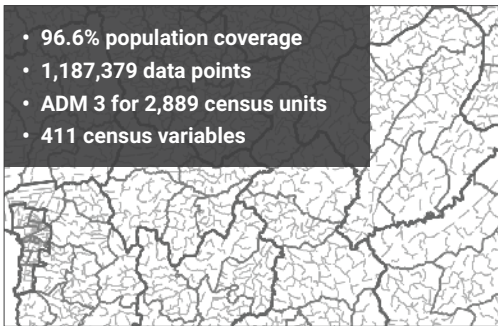 • 96.6% population coverage
• 1,187,379 data points
• ADM 3 for 2,889 census units
• 411 census variables